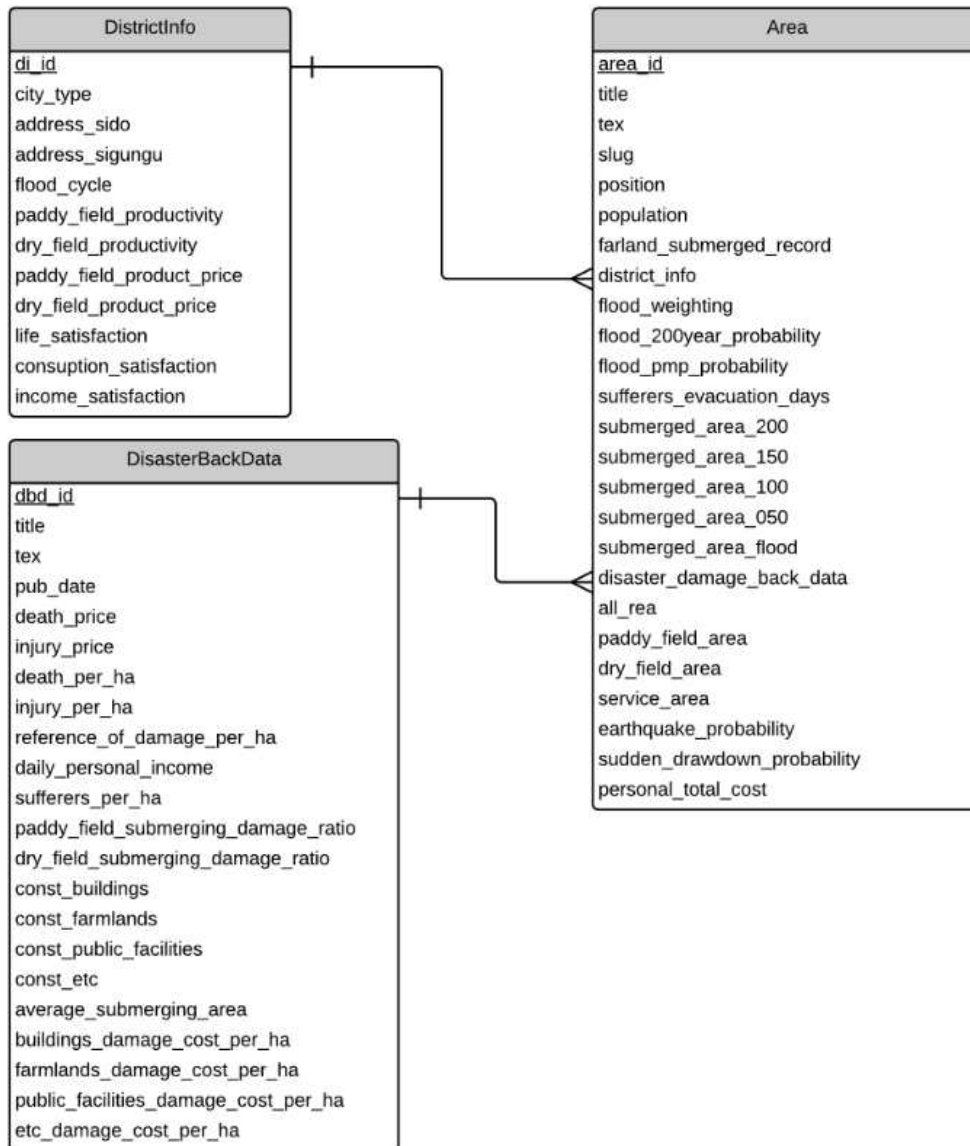 DistrictInfo
di_id
city_type
address_sido
address_sigungu
flood_cycle
paddy_field_productivity
dry_field_productivity
paddy_field_product_price
dry_field_product_price
life_satisfaction
consuption_satisfaction
income_satisfaction
DisasterBackData
dbd_id
title
tex
pub_date
death_price
injury_price
death_per_ha
injury_per_ha
reference_of_damage_per_ha
daily_personal_income
sufferers_per_ha
paddy_field_submerging_damage_ratio
dry_field_submerging_damage_ratio
const_buildings
const_farmlands
const_public_facilities
const_etc
average_submerging_area
buildings_damage_cost_per_ha
farmlands_damage_cost_per_ha
public_facilities_damage_cost_per_ha
etc_damage_cost_per_ha
Area
area_id
title
tex
slug
position
population
farland_submerged_record
district_info
flood_weighting
flood_200year_probability
flood_pmp_probability
sufferers_evacuation_days
submerged_area_200
submerged_area_150
submerged_area_100
submerged_area_050
submerged_area_flood
disaster_damage_back_data
all_rea
paddy_field_area
dry_field_area
service_area
earthquake_probability
sudden_drawdown_probability
personal_total_cost